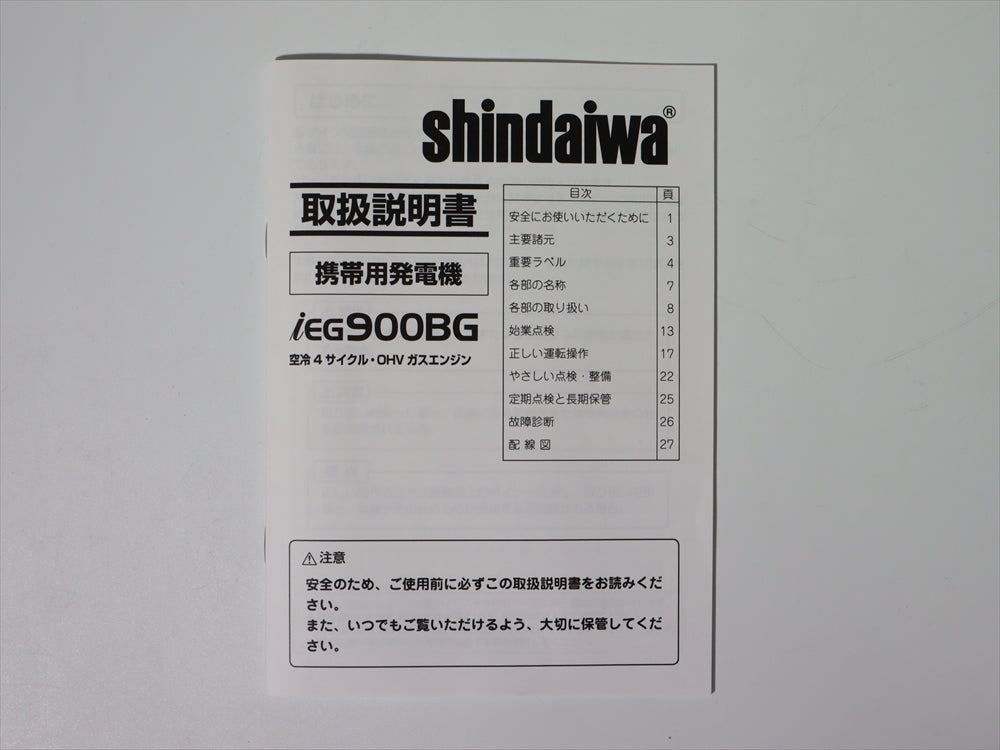 shindaiwa®
取扱説明書
携帯用発電機
iEG900BG
空冷4サイクル・OHVガスエンジン
目次 頁
安全にお使いいただくために 1
主要諸元 3
重要ラベル 4
各部の名称 7
各部の取り扱い 8
始業点検 13
正しい運転操作 17
やさしい点検・整備 22
定期点検と長期保管 25
故障診断 26
配線図 27
⚠注意
安全のため、ご使用前に必ずこの取扱説明書をお読みくだ
さい。
また、いつでもご覧いただけるよう、大切に保管してくだ
さい。